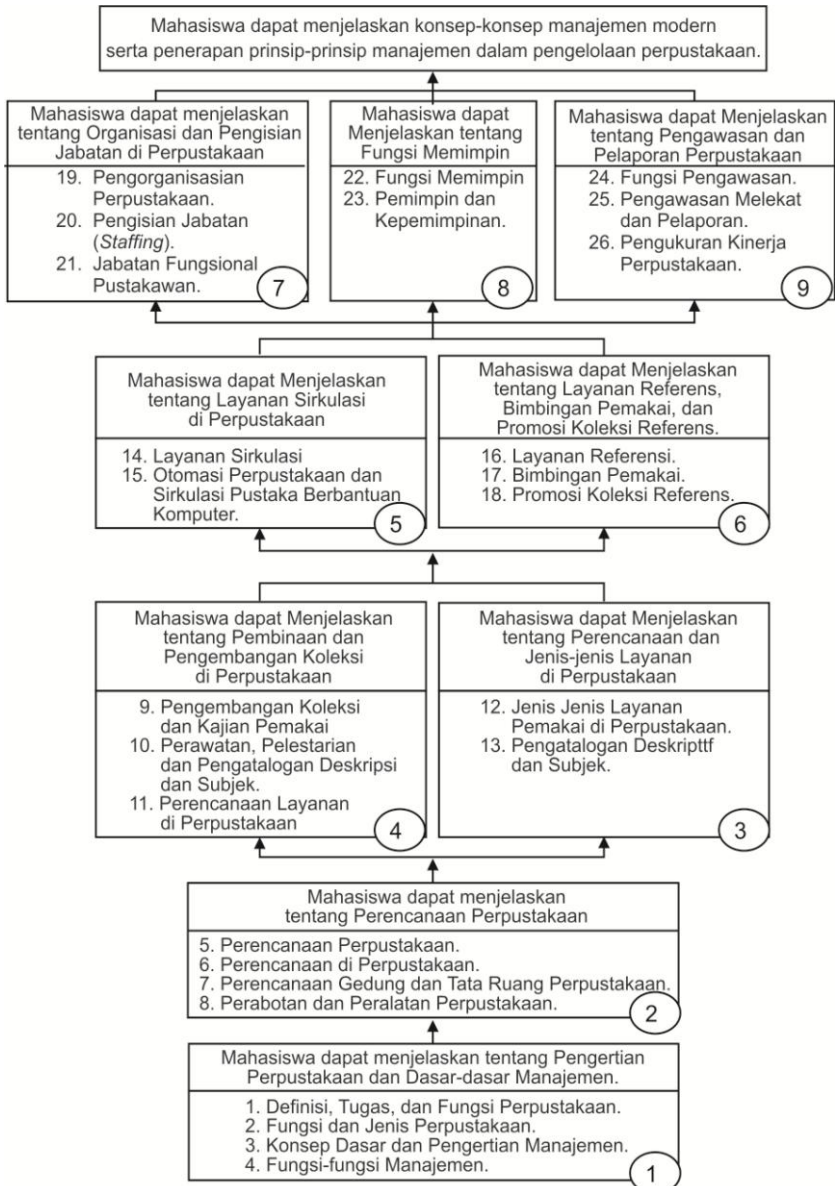 Mahasiswa dapat menjelaskan konsep-konsep manajemen modern
serta penerapan prinsip-prinsip manajemen dalam pengelolaan perpustakaan.
Mahasiswa dapat menjelaskan
tentang Organisasi dan Pengisian
Jabatan di Perpustakaan
19. Pengorganisasian
Perpustakaan.
20. Pengisian Jabatan
(Staffing).
21. Jabatan Fungsional
Pustakawan.
7
Mahasiswa dapat
Menjelaskan tentang
Fungsi Memimpin
22. Fungsi Memimpin
23. Pemimpin dan
Kepemimpinan.
8
Mahasiswa dapat Menjelaskan
tentang Pengawasan dan
Pelaporan Perpustakaan
24. Fungsi Pengawasan.
25. Pengawasan Melekat
dan Pelaporan.
26. Pengukuran Kinerja
Perpustakaan.
9
Mahasiswa dapat Menjelaskan
tentang Layanan Sirkulasi
di Perpustakaan
14. Layanan Sirkulasi
15. Otomasi Perpustakaan dan
Sirkulasi Pustaka Berbantuan
Komputer.
5
Mahasiswa dapat Menjelaskan
tentang Layanan Referens,
Bimbingan Pemakai, dan
Promosi Koleksi Referens.
16. Layanan Referensi.
17. Bimbingan Pemakai.
18. Promosi Koleksi Referens.
6
Mahasiswa dapat Menjelaskan
tentang Pembinaan dan
Pengembangan Koleksi
di Perpustakaan
9. Pengembangan Koleksi
dan Kajian Pemakai
10. Perawatan, Pelestarian
dan Pengatalogan Deskripsi
dan Subjek.
11. Perencanaan Layanan
di Perpustakaan
4
Mahasiswa dapat Menjelaskan
tentang Perencanaan dan
Jenis-jenis Layanan
di Perpustakaan
12. Jenis Jenis Layanan
Pemakai di Perpustakaan.
13. Pengatalogan Deskripttf
dan Subjek.
3
Mahasiswa dapat menjelaskan
tentang Perencanaan Perpustakaan
5. Perencanaan Perpustakaan.
6. Perencanaan di Perpustakaan.
7. Perencanaan Gedung dan Tata Ruang Perpustakaan.
8. Perabotan dan Peralatan Perpustakaan.
2
Mahasiswa dapat menjelaskan tentang Pengertian
Perpustakaan dan Dasar-dasar Manajemen.
1. Definisi, Tugas, dan Fungsi Perpustakaan.
2. Fungsi dan Jenis Perpustakaan.
3. Konsep Dasar dan Pengertian Manajemen.
4. Fungsi-fungsi Manajemen.
1